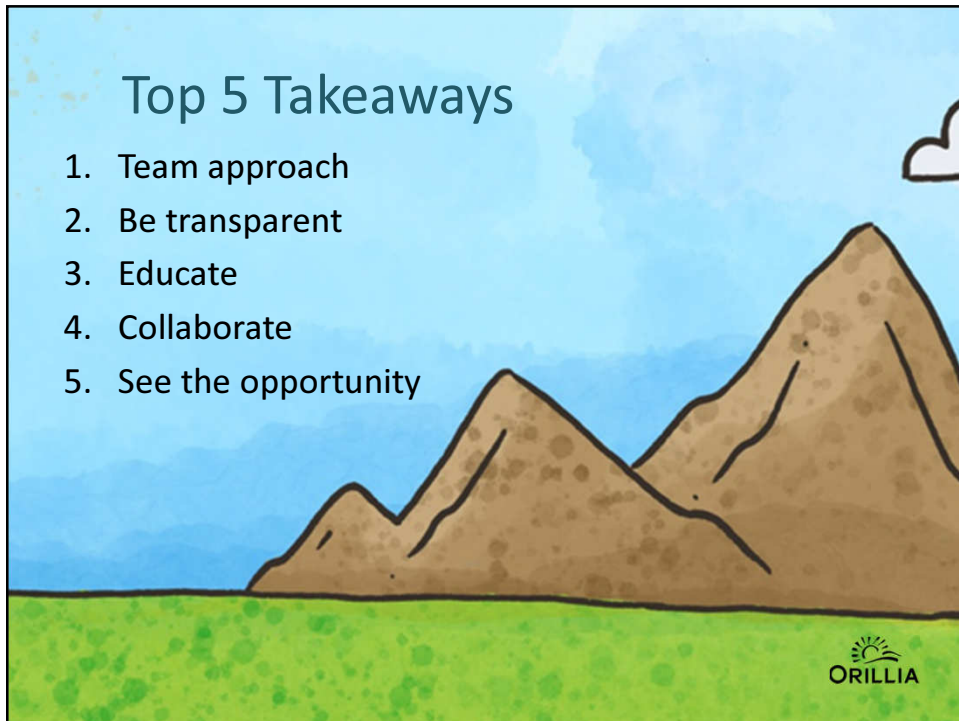 Top 5 Takeaways
1. Team approach
2. Be transparent
3. Educate
4. Collaborate
5. See the opportunity
ORILLIA